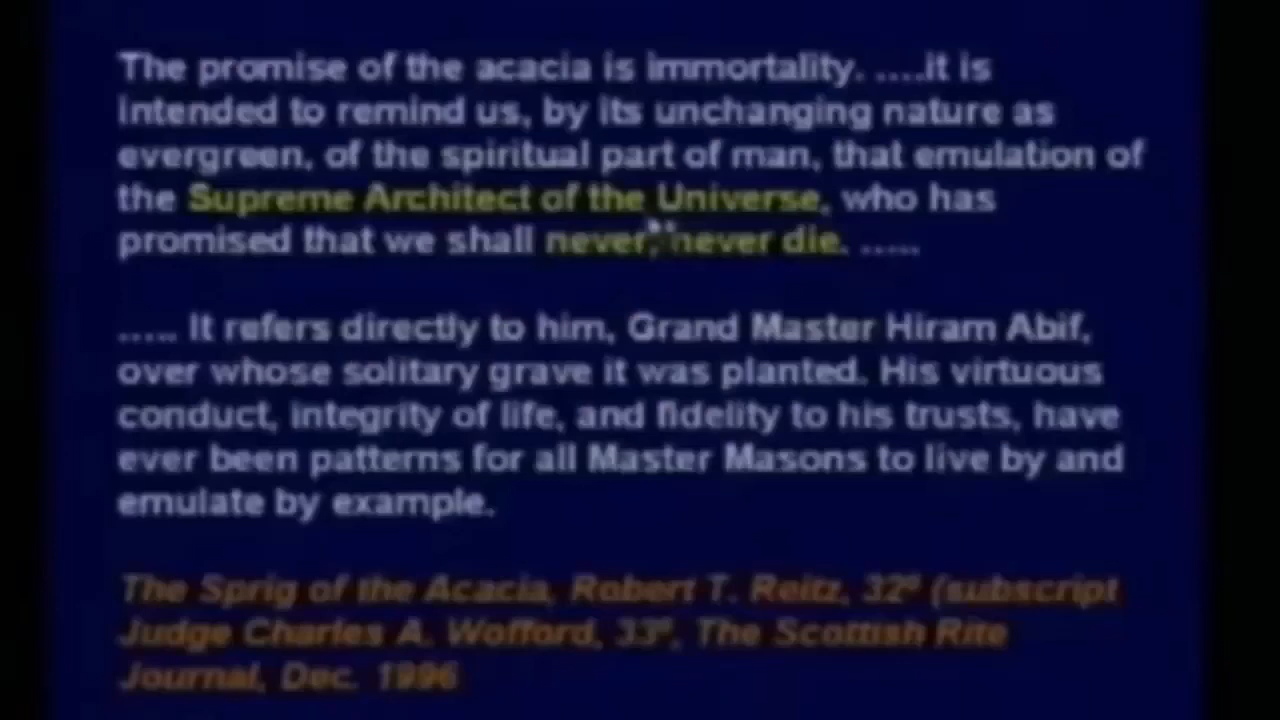 The promise of the acacia is immortality. .....it is
intended to remind us, by its unchanging nature as
evergreen, of the spiritual part of man, that emulation of
the Supreme Architect of the Universe, who has
promised that we shall never, never die. .....
..... It refers directly to him, Grand Master Hiram Abif,
over whose solitary grave it was planted. His virtuous
conduct, integrity of life, and fidelity to his trusts, have
ever been patterns for all Master Masons to live by and
emulate by example.
The Sprig of the Acacia, Robert T. Reitz, 32º (subscript
Judge Charles A. Wofford, 33º, The Scottish Rite
Journal, Dec. 1996